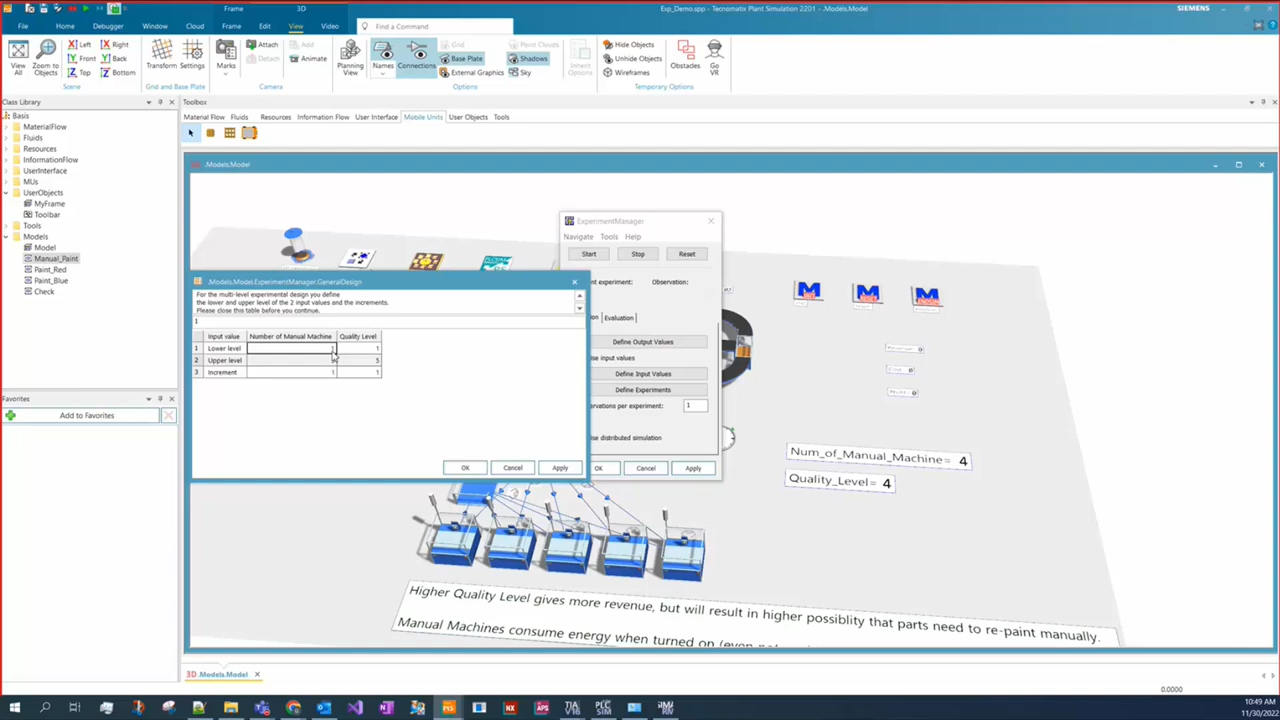 Frame 3D Exp_Demo.spp - Tecnomatix Plant Simulation 2201 - .Models.Model SIEMENS
File Home Debugger Window Cloud Frame Edit View Video Find a Command
View All
Zoom to Objects
Left Right
Front Back
Top Bottom
Scene
Transform Settings
Grid and Base Plate
Marks
Attach
Detach
Add
Animate
Camera
Planning View
Names
Connections
Grid
Base Plate
External Graphics
Point Clouds
Shadows
Sky
Options
Inherit Options
Hide Objects
Unhide Objects
Wireframes
Obstacles
Go VR
Temporary Options
Class Library
Basis
MaterialFlow
Fluids
Resources
InformationFlow
UserInterface
MUs
UserObjects
MyFrame
Toolbar
Tools
Models
Model
Manual_Paint
Paint_Red
Paint_Blue
Check
Favorites
Add to Favorites
Toolbox
Material Flow Fluids Resources Information Flow User Interface Mobile Units User Objects Tools
.Models.Model
ExperimentManager
Navigate Tools Help
Start Stop Reset
Observation:
Evaluation
Define Output Values
Define Input Values
Define Experiments
1
OK Cancel Apply
.Models.Model.ExperimentManager.GeneralDesign
For the multi-level experimental design you define
the lower and upper level of the 2 input values and the increments.
Please close this table before you continue.
1
Input value Number of Manual Machine Quality Level
1 Lower level 1 1
2 Upper level 5
3 Increment 1 1
OK Cancel Apply
Num_of_Manual_Machine= 4
Quality_Level= 4
Higher Quality Level gives more revenue, but will result in higher possiblity that parts need to re-paint manually.
Manual Machines consume energy when turned on
3D .Models.Model
0.0000
10:49 AM
11/30/2022